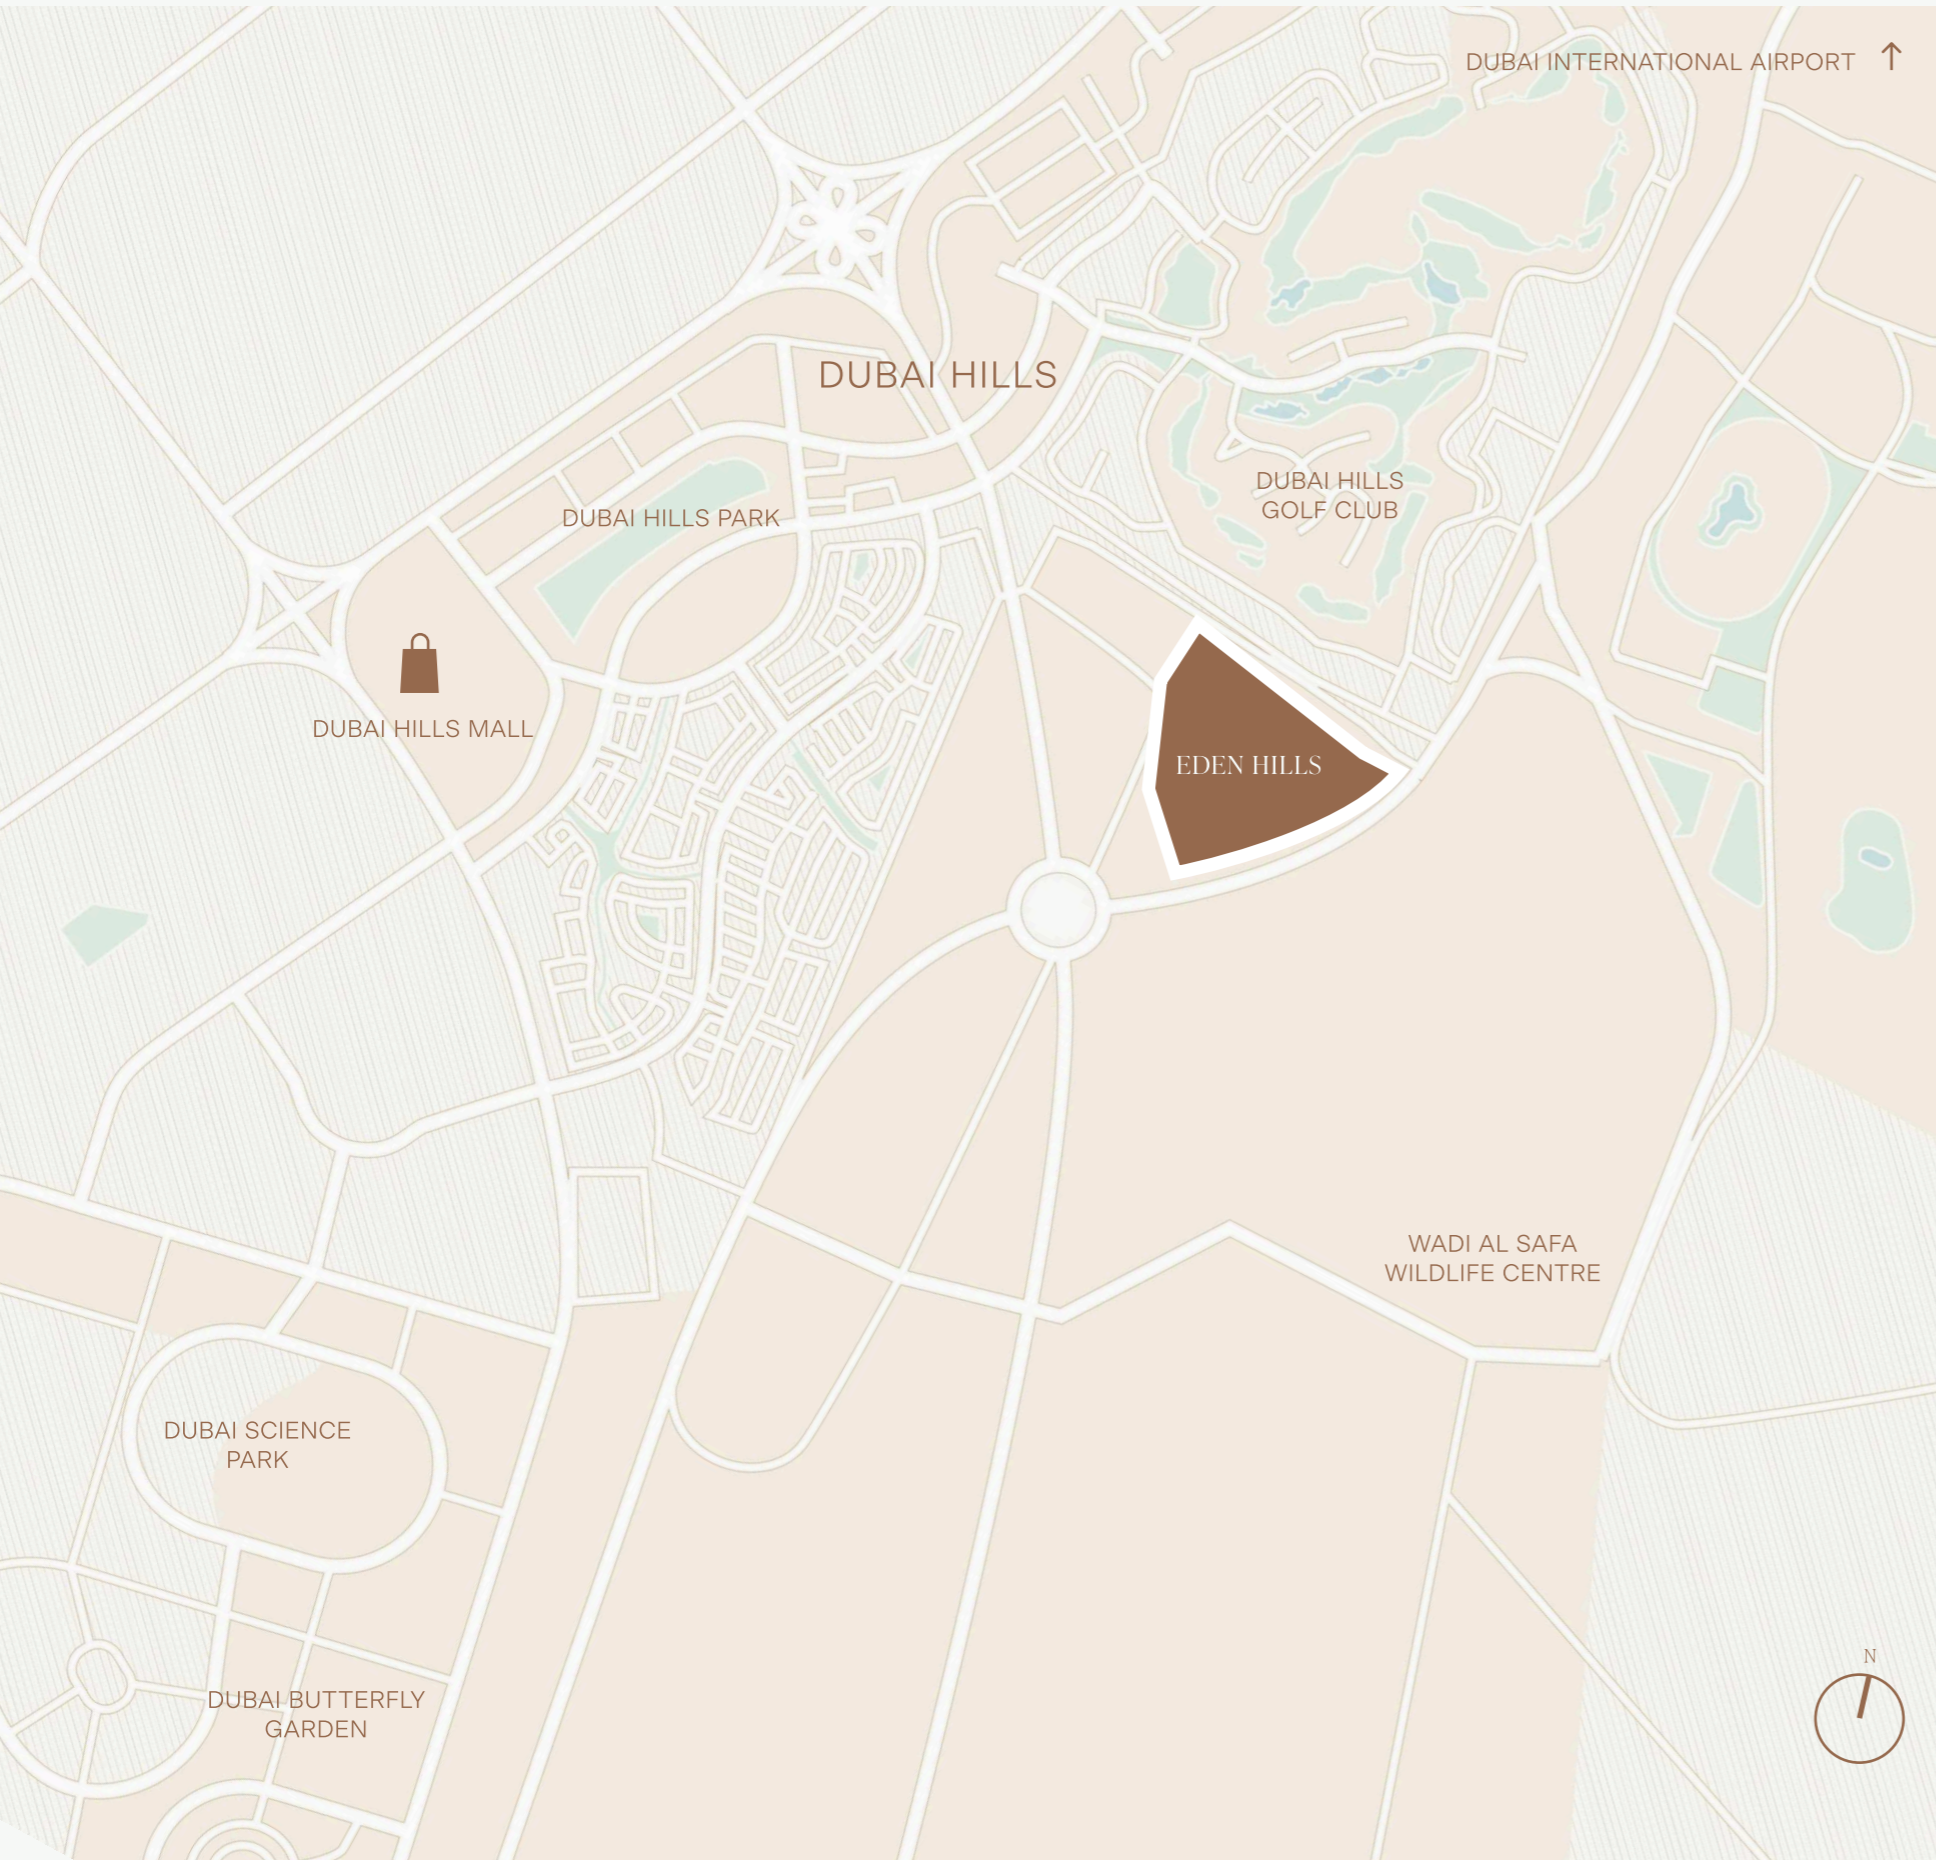 DUBAI INTERNATIONAL AIRPORT ↑
DUBAI HILLS
DUBAI HILLS
GOLF CLUB
DUBAI HILLS PARK
DUBAI HILLS MALL
EDEN HILLS
WADI AL SAFA
WILDLIFE CENTRE
DUBAI SCIENCE
PARK
DUBAI BUTTERFLY
GARDEN
N